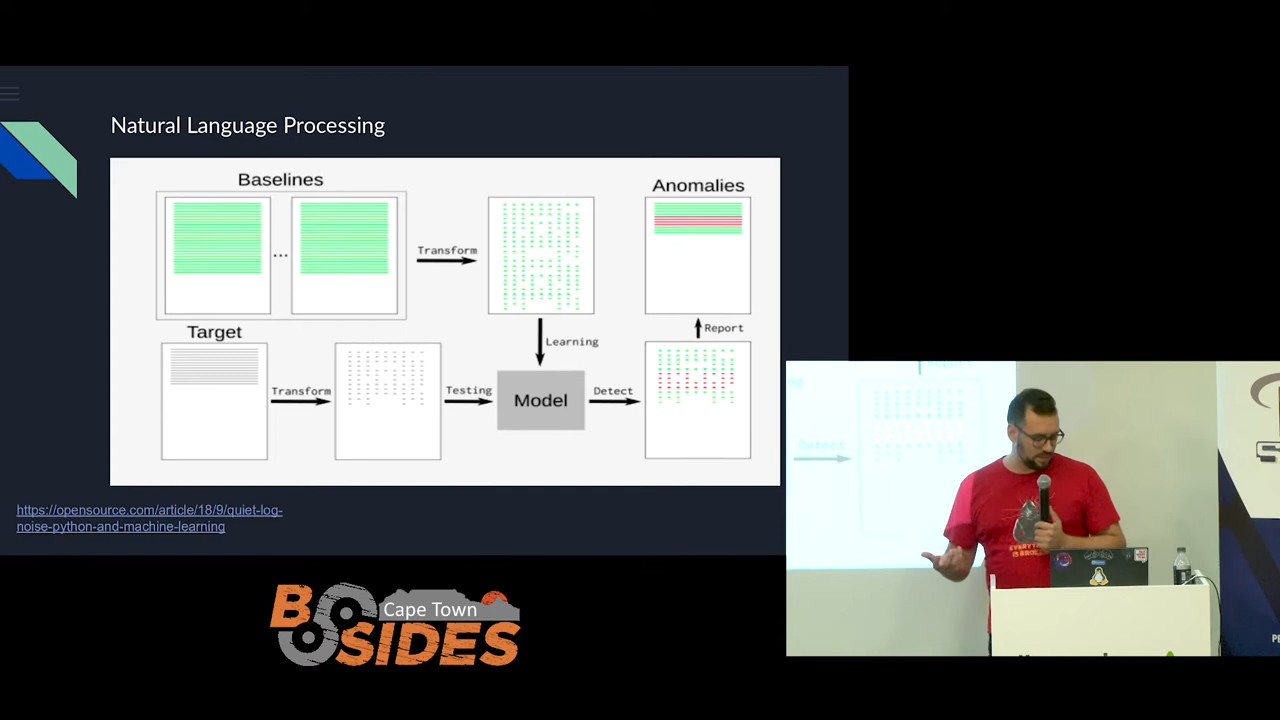 Natural Language Processing
Baselines
Anomalies
Transform
...
Target
Learning
Report
Transform
Testing
Model
Detect
https://opensource.com/article/18/9/quiet-log-
noise-python-and-machine-learning
BSIDES
Cape Town
Detect